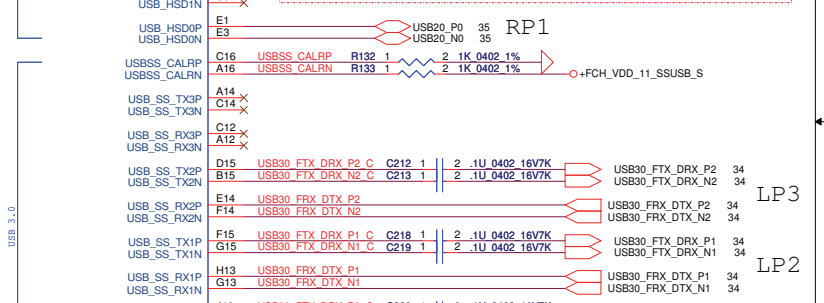 USB_HSD1N
USB_HSD0P E1 USB20_P0 35 RP1
USB_HSD0N E3 USB20_N0 35
USBSS_CALRP C16 USBSS_CALRP R132 1 2 1K_0402_1%
USBSS_CALRN A16 USBSS_CALRN R133 1 2 1K_0402_1%
+FCH_VDD_11_SSUSB_S
USB_SS_TX3P A14
USB_SS_TX3N C14
USB_SS_RX3P C12
USB_SS_RX3N A12
USB_SS_TX2P D15 USB30_FTX_DRX_P2_C C212 1 2 .1U_0402_16V7K USB30_FTX_DRX_P2 34
USB_SS_TX2N B15 USB30_FTX_DRX_N2_C C213 1 2 .1U_0402_16V7K USB30_FTX_DRX_N2 34
LP3
USB_SS_RX2P E14 USB30_FRX_DTX_P2 USB30_FRX_DTX_P2 34
USB_SS_RX2N F14 USB30_FRX_DTX_N2 USB30_FRX_DTX_N2 34
USB 3.0
USB_SS_TX1P F15 USB30_FTX_DRX_P1_C C218 1 2 .1U_0402_16V7K USB30_FTX_DRX_P1 34
USB_SS_TX1N G15 USB30_FTX_DRX_N1_C C219 1 2 .1U_0402_16V7K USB30_FTX_DRX_N1 34
LP2
USB_SS_RX1P H13 USB30_FRX_DTX_P1 USB30_FRX_DTX_P1 34
USB_SS_RX1N G13 USB30_FRX_DTX_N1 USB30_FRX_DTX_N1 34